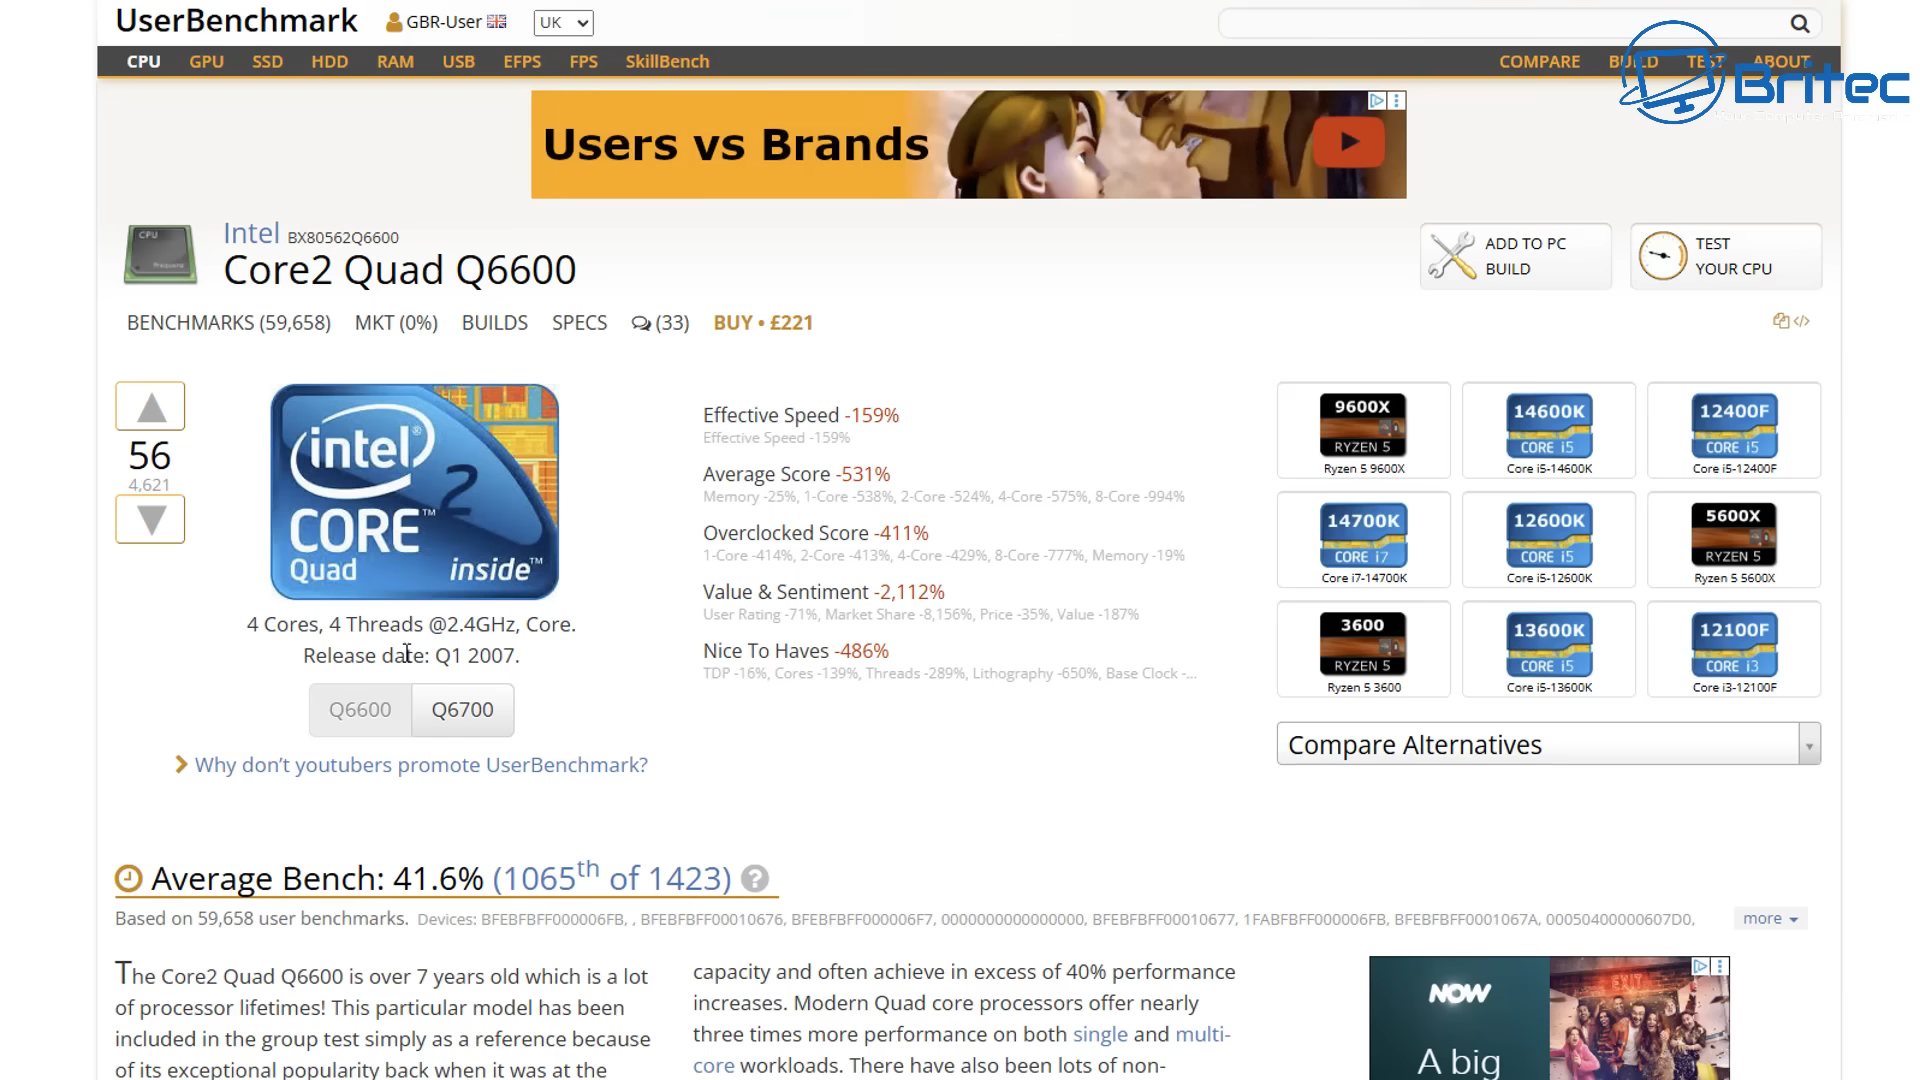 UserBenchmark
GBR-User
UK
CPU GPU SSD HDD RAM USB EFPS FPS SkillBench
COMPARE BUILD TEST ABOUT
Britec
Users vs Brands
CPU
Intel BX80562Q6600
Core2 Quad Q6600
ADD TO PC
BUILD
TEST
YOUR CPU
BENCHMARKS (59,658) MKT (0%) BUILDS SPECS (33) BUY • £221
56
4,621
intel®
2
CORE™
Quad inside™
4 Cores, 4 Threads @2.4GHz, Core.
Release date: Q1 2007.
Q6600 Q6700
Why don't youtubers promote UserBenchmark?
Effective Speed -159%
Effective Speed -159%
Average Score -531%
Memory -25%, 1-Core -538%, 2-Core -524%, 4-Core -575%, 8-Core -994%
Overclocked Score -411%
1-Core -414%, 2-Core -413%, 4-Core -429%, 8-Core -777%, Memory -19%
Value & Sentiment -2,112%
User Rating -71%, Market Share -8,156%, Price -35%, Value -187%
Nice To Haves -486%
TDP -16%, Cores -139%, Threads -289%, Lithography -650%, Base Clock -...
9600X
RYZEN 5
Ryzen 5 9600X
14600K
CORE i5
Core i5-14600K
12400F
CORE i5
Core i5-12400F
14700K
CORE i7
Core i7-14700K
12600K
CORE i5
Core i5-12600K
5600X
RYZEN 5
Ryzen 5 5600X
3600
RYZEN 5
Ryzen 5 3600
13600K
CORE i5
Core i5-13600K
12100F
CORE i3
Core i3-12100F
Compare Alternatives
Average Bench: 41.6% (1065th of 1423) ?
Based on 59,658 user benchmarks. Devices: BFEBFBFF000006FB, , BFEBFBFF00010676, BFEBFBFF000006F7, 0000000000000000, BFEBFBFF00010677, 1FABFBFF000006FB, BFEBFBFF0001067A, 00050400000607D0,
more
The Core2 Quad Q6600 is over 7 years old which is a lot
of processor lifetimes! This particular model has been
included in the group test simply as a reference because
of its exceptional popularity back when it was at the
capacity and often achieve in excess of 40% performance
increases. Modern Quad core processors offer nearly
three times more performance on both single and multi-
core workloads. There have also been lots of non-
NOW
EXIT
A big